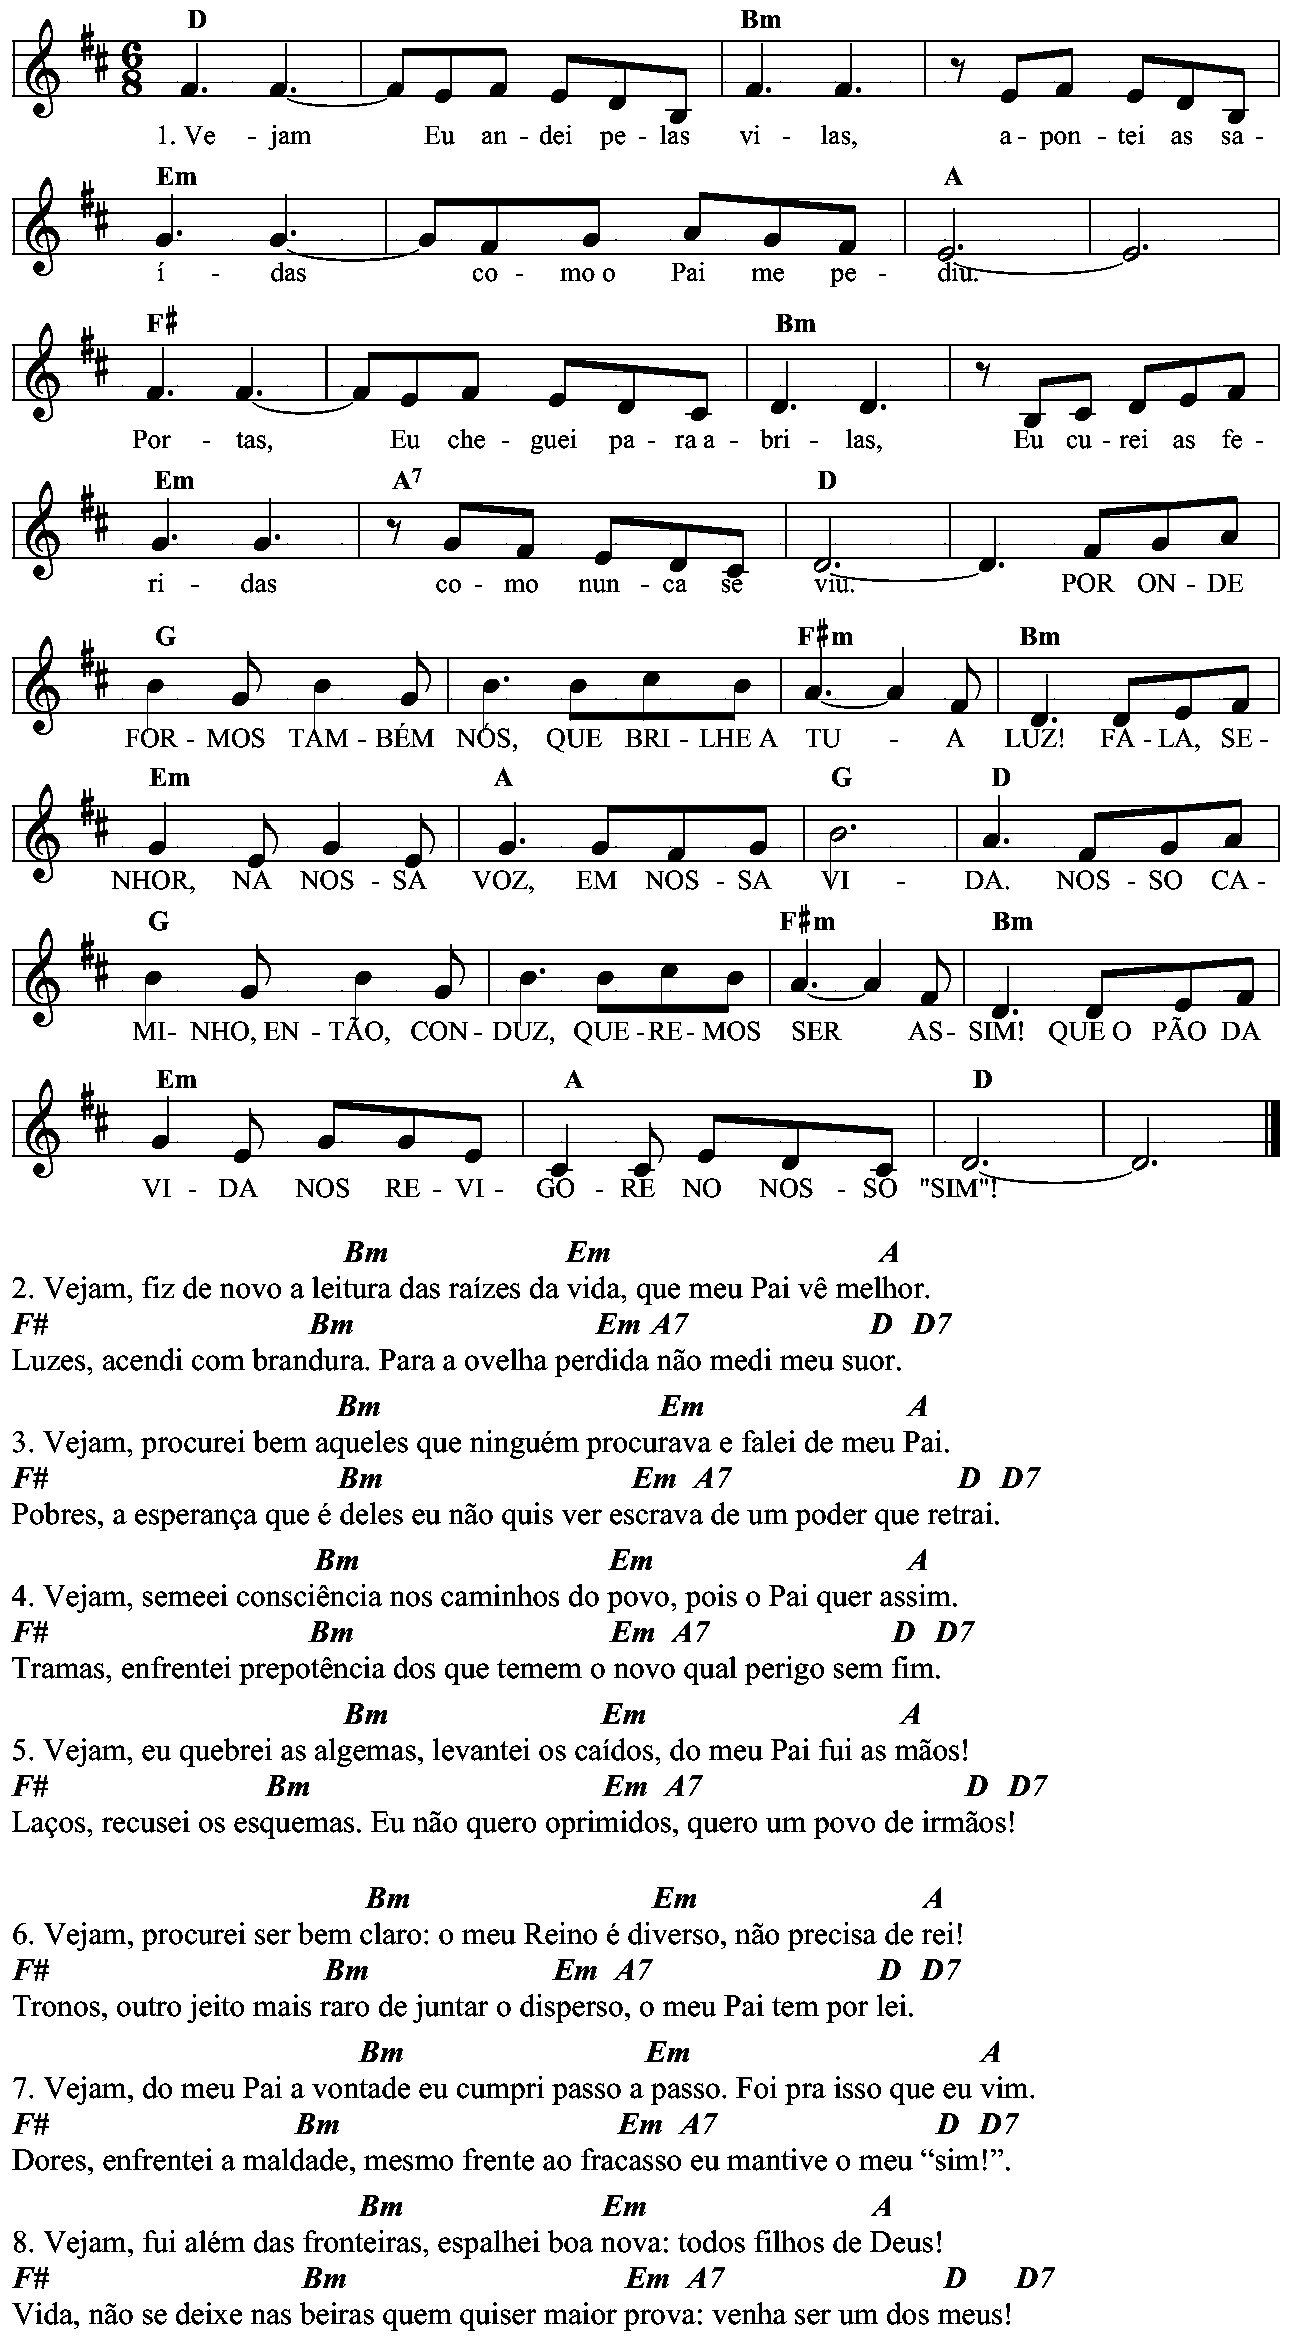 D Bm
6
8
1. Ve - jam Eu an - dei pe - las vi - las, a - pon - tei as sa -
Em A
í - das co - mo o Pai me pe - diu.
F# Bm
Por - tas, Eu che - guei pa - ra a - bri - las, Eu cu - rei as fe -
Em A7 D
ri - das co - mo nun - ca se viu. POR ON - DE
G F#m Bm
FOR - MOS TAM - BÉM NÓS, QUE BRI - LHE A TU - A LUZ! FA - LA, SE -
Em A G D
NHOR, NA NOS - SA VOZ, EM NOS - SA VI - DA. NOS - SO CA -
G F#m Bm
MI - NHO, EN - TÃO, CON - DUZ, QUE - RE - MOS SER AS - SIM! QUE O PÃO DA
Em A D
VI - DA NOS RE - VI - GO - RE NO NOS - SO "SIM"!
Bm Em A
2. Vejam, fiz de novo a leitura das raízes da vida, que meu Pai vê melhor.
F# Bm Em A7 D D7
Luzes, acendi com brandura. Para a ovelha perdida não medi meu suor.
Bm Em A
3. Vejam, procurei bem aqueles que ninguém procurava e falei de meu Pai.
F# Bm Em A7 D D7
Pobres, a esperança que é deles eu não quis ver escrava de um poder que retrai.
Bm Em A
4. Vejam, semeei consciência nos caminhos do povo, pois o Pai quer assim.
F# Bm Em A7 D D7
Tramas, enfrentei prepotência dos que temem o novo qual perigo sem fim.
Bm Em A
5. Vejam, eu quebrei as algemas, levantei os caídos, do meu Pai fui as mãos!
F# Bm Em A7 D D7
Laços, recusei os esquemas. Eu não quero oprimidos, quero um povo de irmãos!
Bm Em A
6. Vejam, procurei ser bem claro: o meu Reino é diverso, não precisa de rei!
F# Bm Em A7 D D7
Tronos, outro jeito mais raro de juntar o disperso, o meu Pai tem por lei.
Bm Em A
7. Vejam, do meu Pai a vontade eu cumpri passo a passo. Foi pra isso que eu vim.
F# Bm Em A7 D D7
Dores, enfrentei a maldade, mesmo frente ao fracasso eu mantive o meu “sim!”.
Bm Em A
8. Vejam, fui além das fronteiras, espalhei boa nova: todos filhos de Deus!
F# Bm Em A7 D D7
Vida, não se deixe nas beiras quem quiser maior prova: venha ser um dos meus!